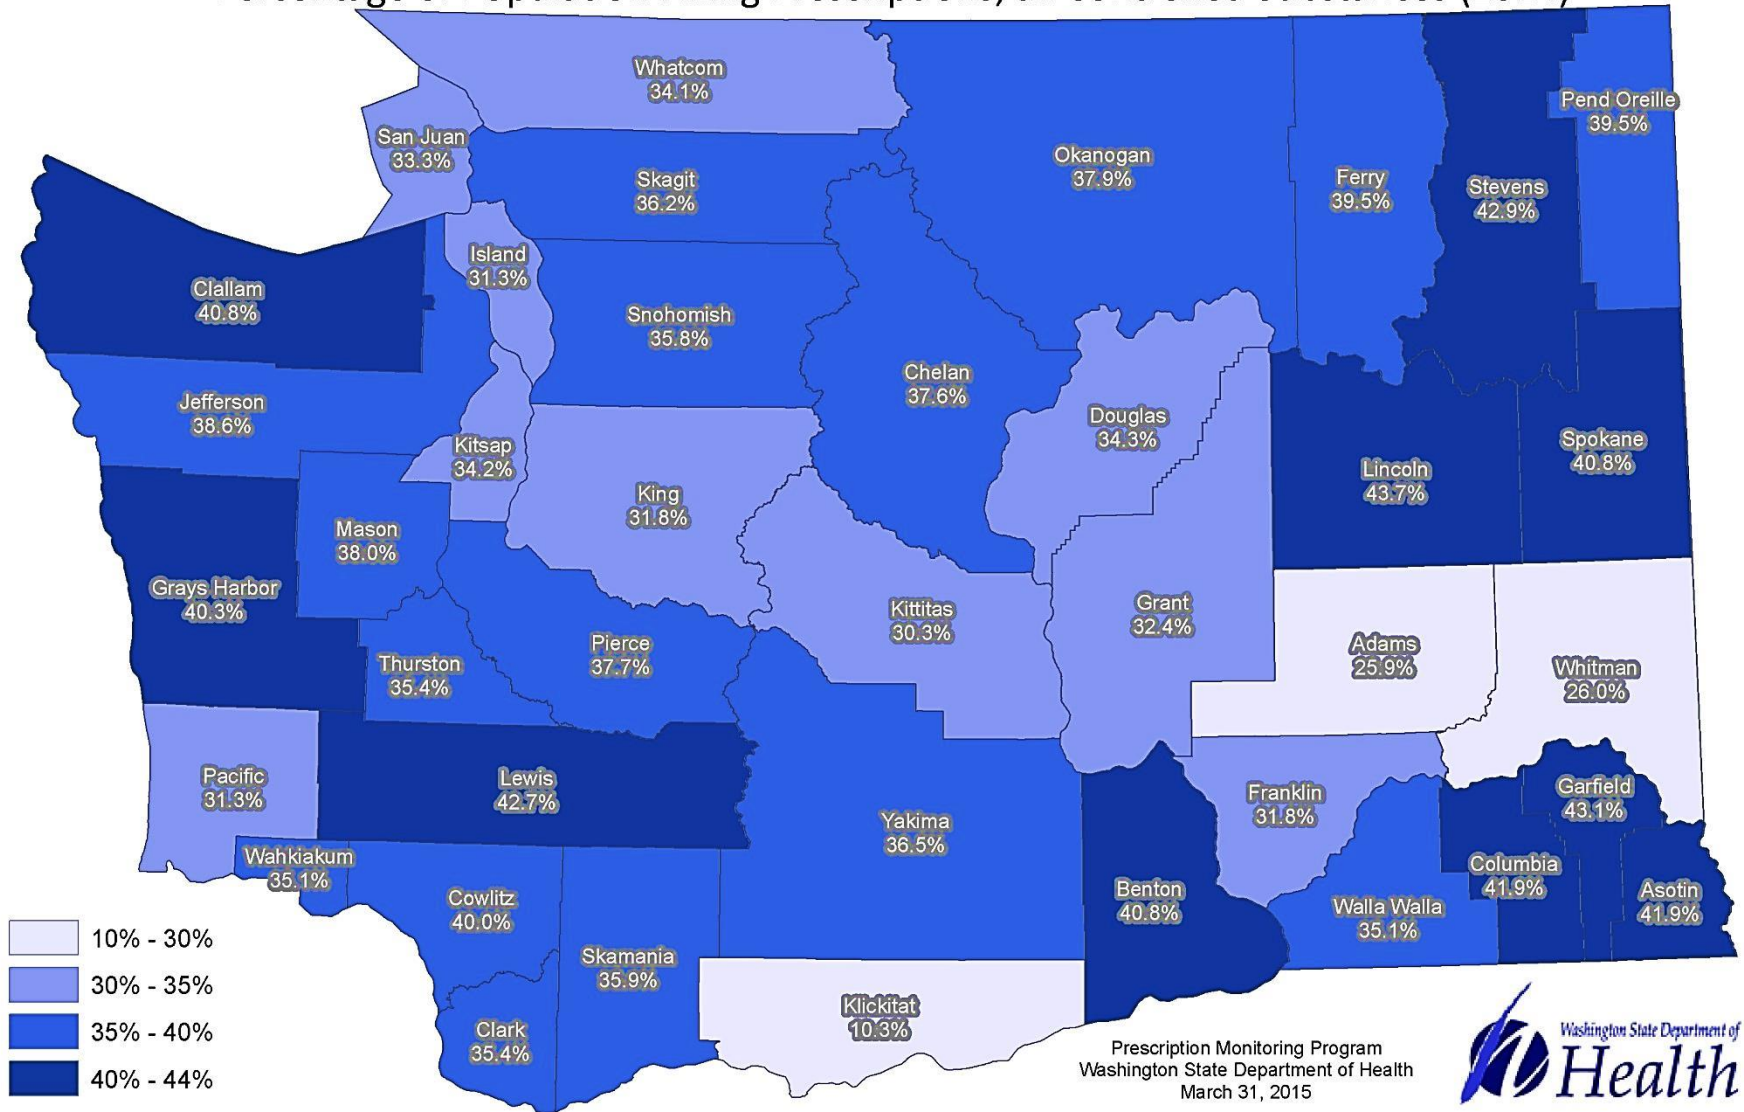 Whatcom
34.1%
San Juan
33.3%
Skagit
36.2%
Okanogan
37.9%
Ferry
39.5%
Stevens
42.9%
Pend Oreille
39.5%
Island
31.3%
Clallam
40.8%
Snohomish
35.8%
Chelan
37.6%
Jefferson
38.6%
Kitsap
34.2%
Douglas
34.3%
King
31.8%
Lincoln
43.7%
Spokane
40.8%
Mason
38.0%
Grays Harbor
40.3%
Kittitas
30.3%
Grant
32.4%
Pierce
37.7%
Thurston
35.4%
Adams
25.9%
Whitman
26.0%
Pacific
31.3%
Lewis
42.7%
Yakima
36.5%
Franklin
31.8%
Garfield
43.1%
Wahkiakum
35.1%
Cowlitz
40.0%
Benton
40.8%
Walla Walla
35.1%
Columbia
41.9%
Asotin
41.9%
Skamania
35.9%
Klickitat
10.3%
Clark
35.4%
10% - 30%
30% - 35%
35% - 40%
40% - 44%
Prescription Monitoring Program
Washington State Department of Health
March 31, 2015
Washington State Department of
Health